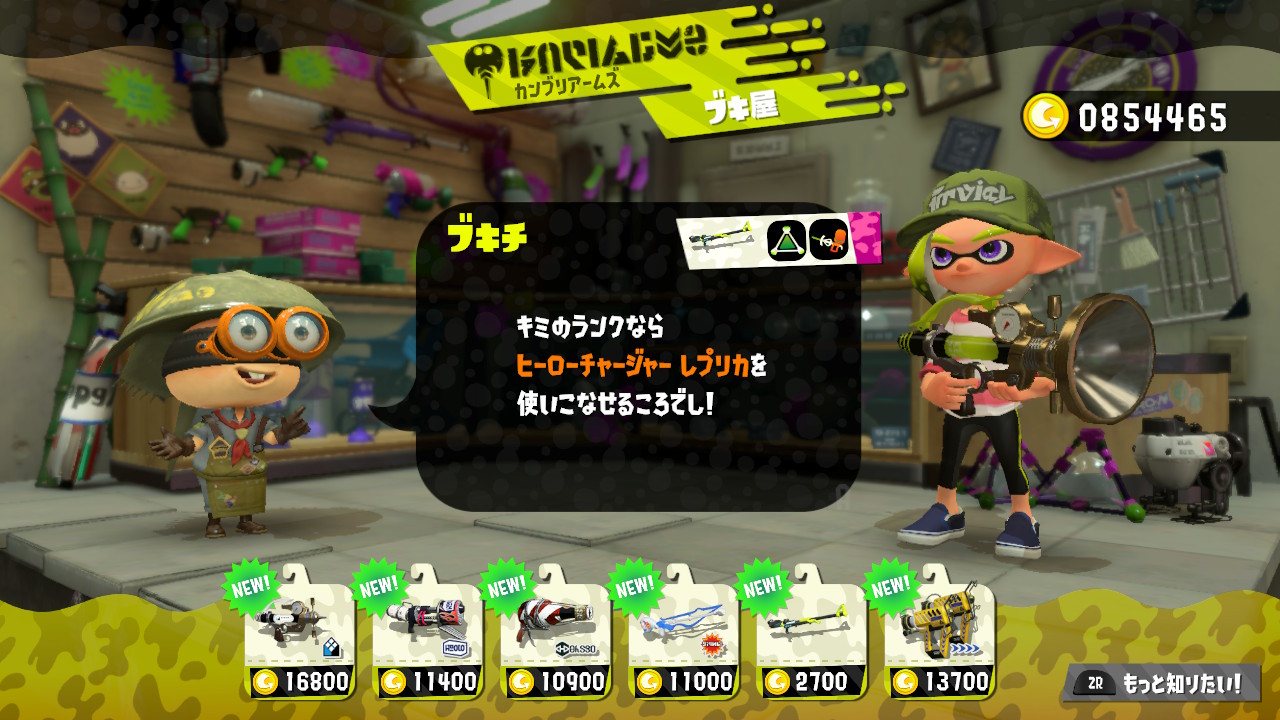 カンブリアームズ
ブキ屋
0854465
ブキチ
キミのランクなら
ヒーローチャージャー レプリカを
使いこなせるころでし!
NEW!
NEW!
NEW!
NEW!
NEW!
NEW!
16800
11400
10900
11000
2700
13700
ZR もっと知りたい!